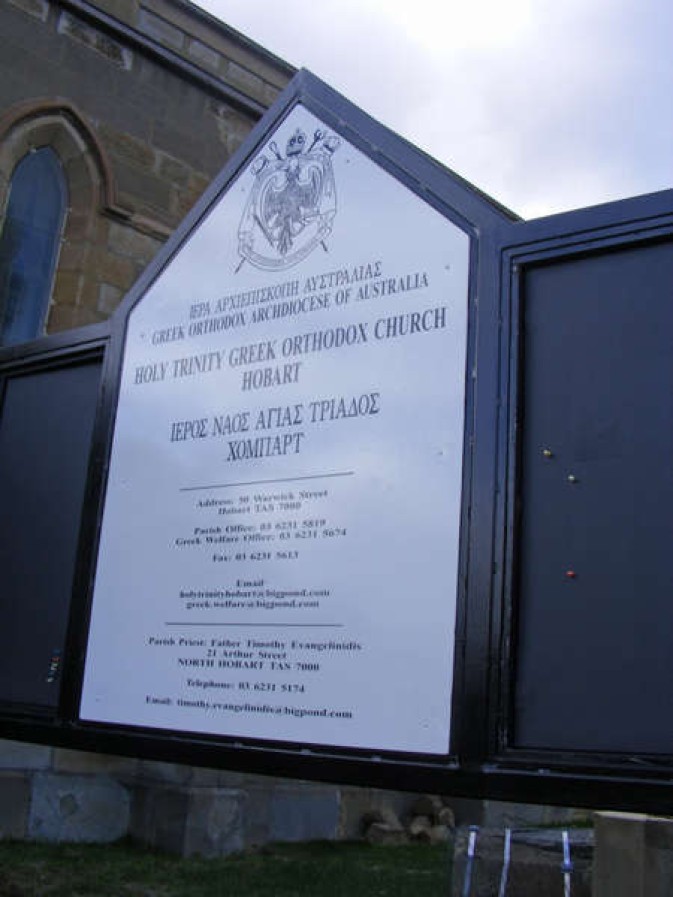 ΙΕΡΑ ΑΡΧΙΕΠΙΣΚΟΠΗ ΑΥΣΤΡΑΛΙΑΣ
GREEK ORTHODOX ARCHDIOCESE OF AUSTRALIA
HOLY TRINITY GREEK ORTHODOX CHURCH
HOBART
ΙΕΡΟΣ ΝΑΟΣ ΑΓΙΑΣ ΤΡΙΑΔΟΣ
ΧΟΜΠΑΡΤ
Address: 50 Warwick Street
Hobart TAS 7000
Parish Office: 03 6231 5819
Greek Welfare Office: 03 6231 5674
Fax: 03 6231 5613
Email
holytrinityhobart@bigpond.com
greek.welfare@bigpond.com
Parish Priest: Father Timothy Evangelinidis
21 Arthur Street
NORTH HOBART TAS 7000
Telephone: 03 6231 5174
Email: timothy.evangelinidis@bigpond.com